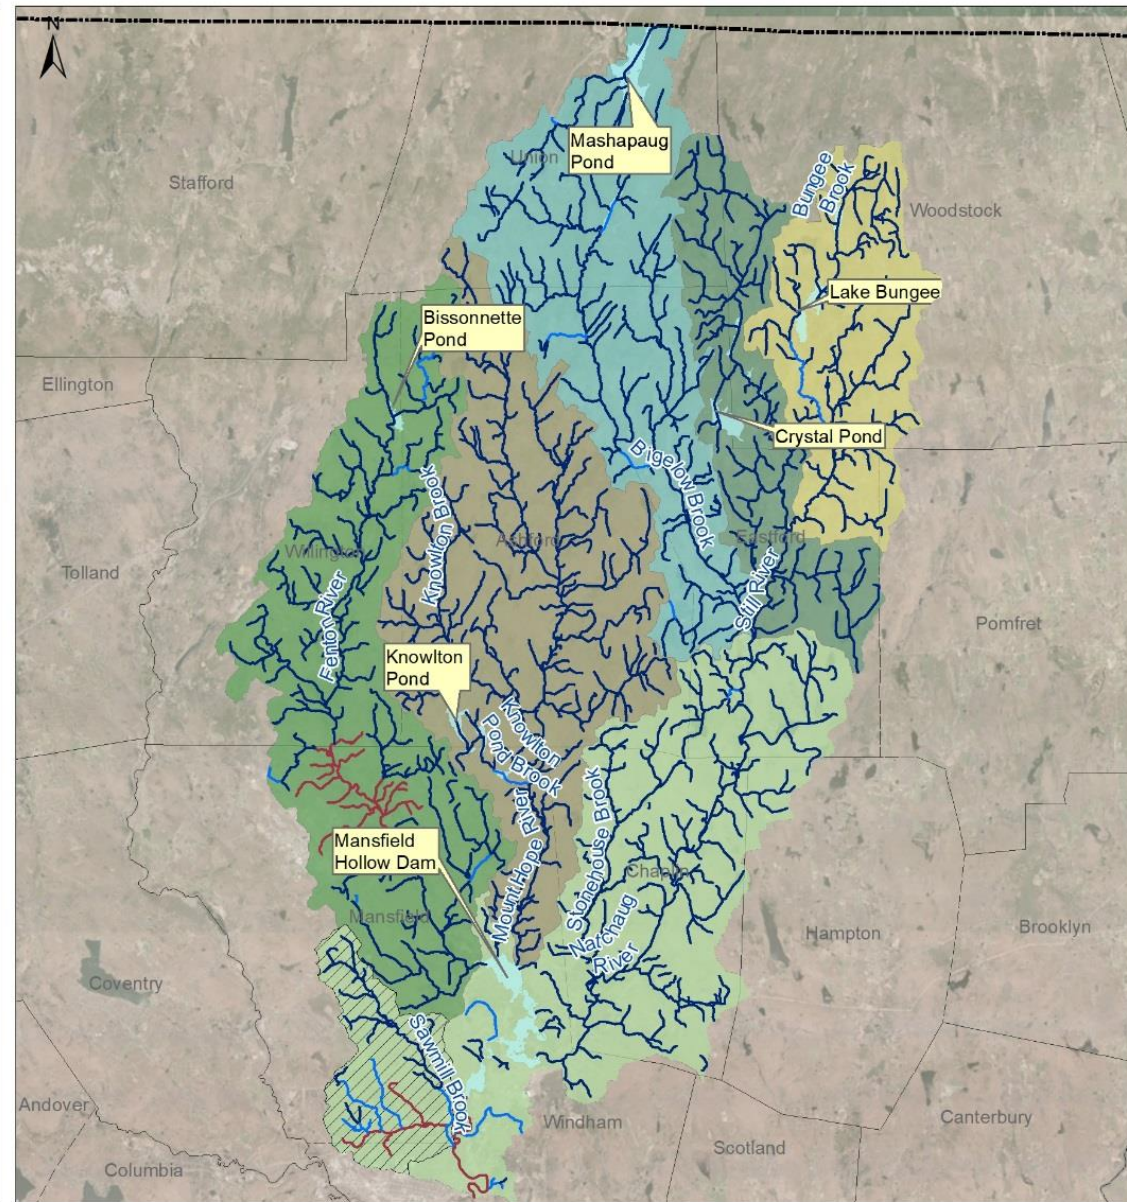 N
Mashapaug
Pond
Union
Stafford
Bungee
Brook
Woodstock
Lake Bungee
Bissonnette
Pond
Ellington
Crystal Pond
Bigelow Brook
Knowlton Brook
Ashford
Eastford
Willington
Tolland
Fenton River
Still River
Pomfret
Knowlton
Pond
Knowlton
Pond Brook
Mount Hope River
Stonehouse Brook
Mansfield
Hollow Dam
Chaplin
Mansfield
Natchaug
River
Hampton
Brooklyn
Coventry
Sawmill Brook
Andover
Windham
Canterbury
Scotland
Columbia